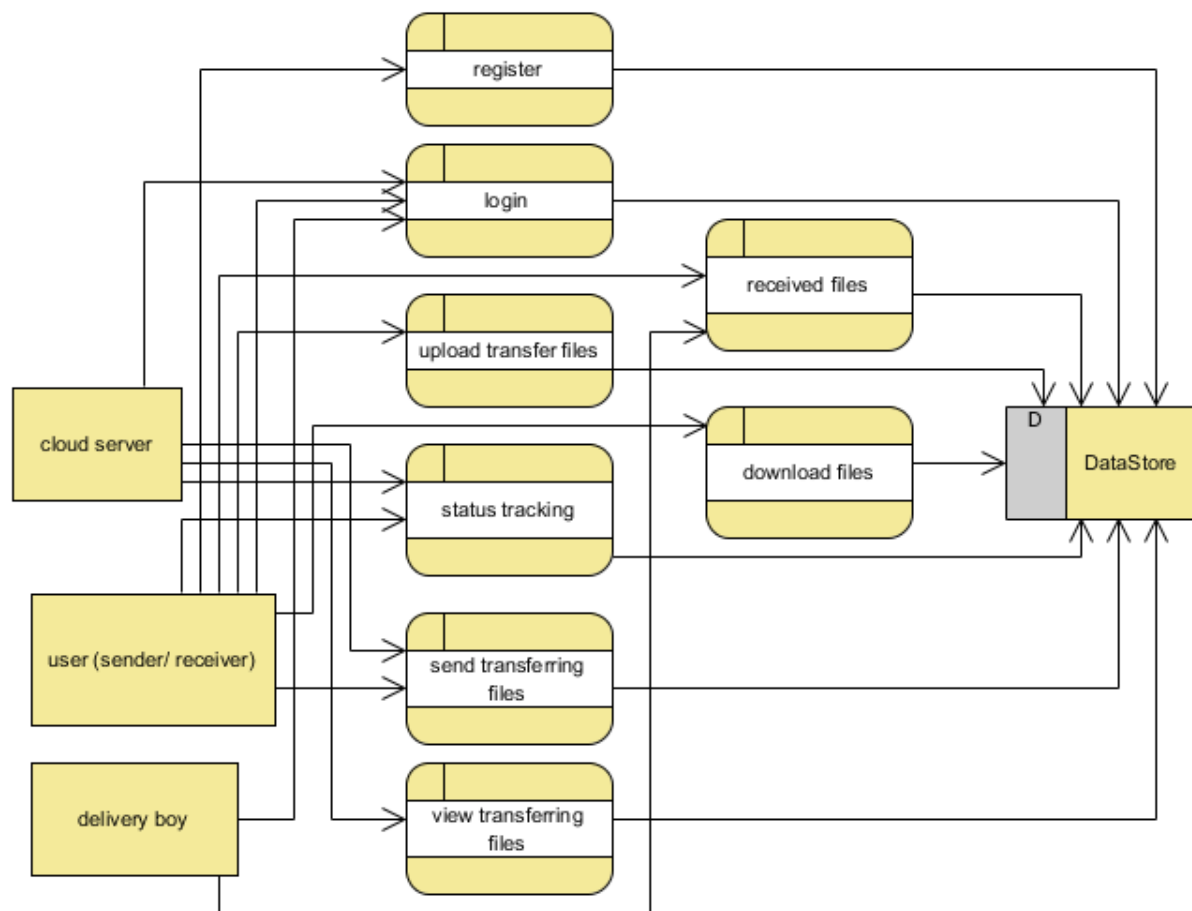 register
login
received files
upload transfer files
cloud server
D
DataStore
download files
status tracking
user (sender/ receiver)
send transferring
files
delivery boy
view transferring
files